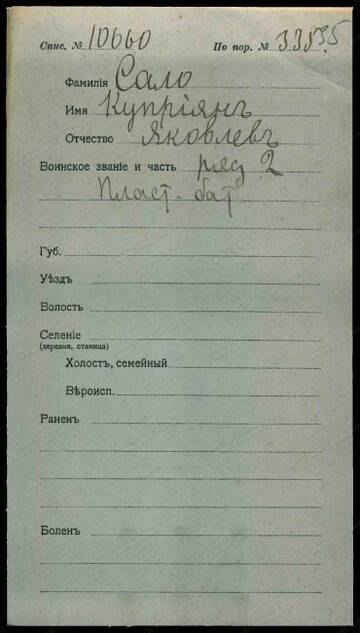 Спис. № 10660 По пор. № 33535
Фамилія Сало
Имя Купріянъ
Отчество Яковлевъ
Воинское званіе и часть ряд 2
Пласт. бат
Губ.
Уѣздъ
Волость
Селеніе
(деревня, станица)
Холостъ, семейный
Вѣроисп.
Раненъ
Боленъ